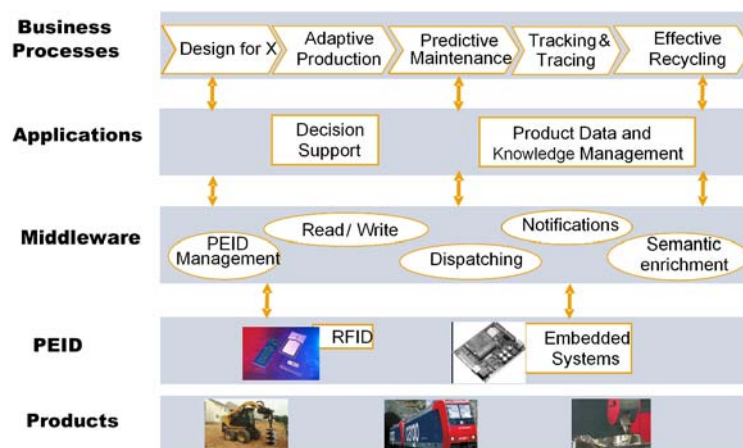 Business
Processes
Design for X
Adaptive
Production
Predictive
Maintenance
Tracking &
Tracing
Effective
Recycling
Applications
Decision
Support
Product Data and
Knowledge Management
Middleware
PEID
Management
Read / Write
Dispatching
Notifications
Semantic
enrichment
PEID
RFID
Embedded
Systems
Products
cargo